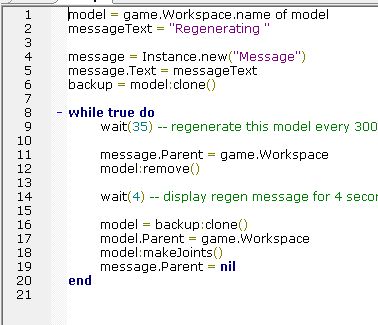 1 model = game.Workspace.name of model
2 messageText = "Regenerating "
3
4 message = Instance.new("Message")
5 message.Text = messageText
6 backup = model:clone()
7
8 - while true do
9 wait(35) -- regenerate this model every 300
10
11 message.Parent = game.Workspace
12 model:remove()
13
14 wait(4) -- display regen message for 4 secon
15
16 model = backup:clone()
17 model.Parent = game.Workspace
18 model:makeJoints()
19 message.Parent = nil
20 end
21